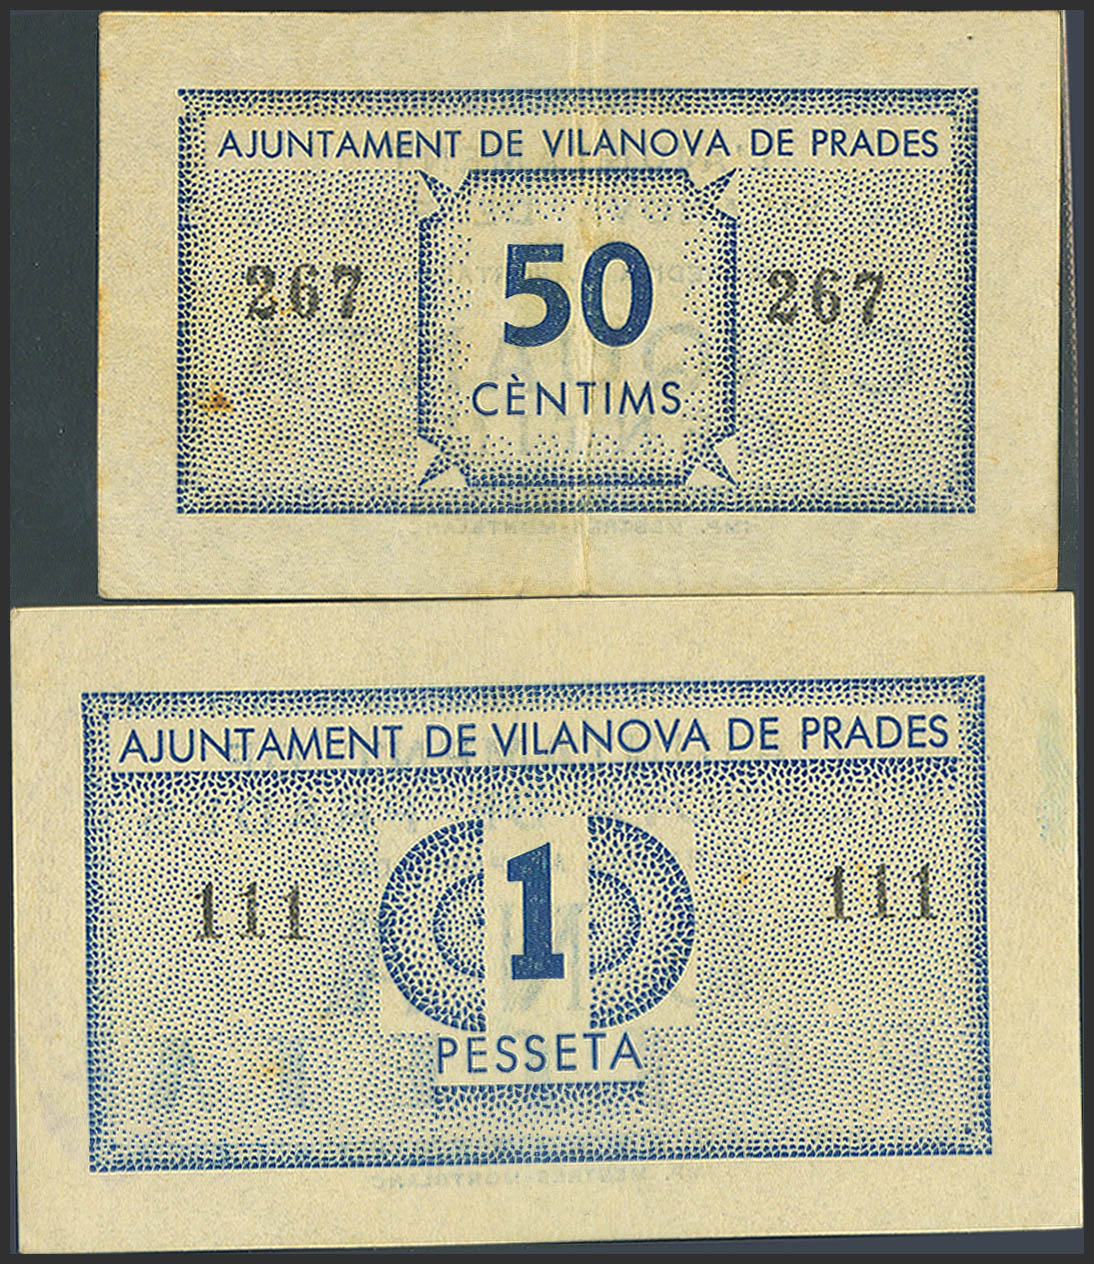 AJUNTAMENT DE VILANOVA DE PRADES
267 50 267
CÈNTIMS
AJUNTAMENT DE VILANOVA DE PRADES
111 1 111
PESSETA